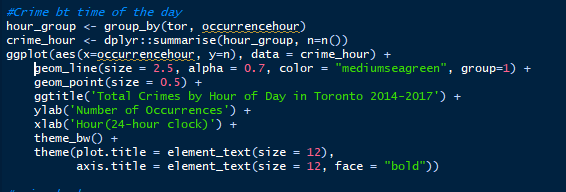 #Crime bt time of the day
hour_group <- group_by(tor, occurrencehour)
crime_hour <- dplyr::summarise(hour_group, n=n())
ggplot(aes(x=occurrencehour, y=n), data = crime_hour) +
geom_line(size = 2.5, alpha = 0.7, color = "mediumseagreen", group=1) +
geom_point(size = 0.5) +
ggtitle('Total Crimes by Hour of Day in Toronto 2014-2017') +
ylab('Number of Occurrences') +
xlab('Hour(24-hour clock)') +
theme_bw() +
theme(plot.title = element_text(size = 12),
axis.title = element_text(size = 12, face = "bold"))